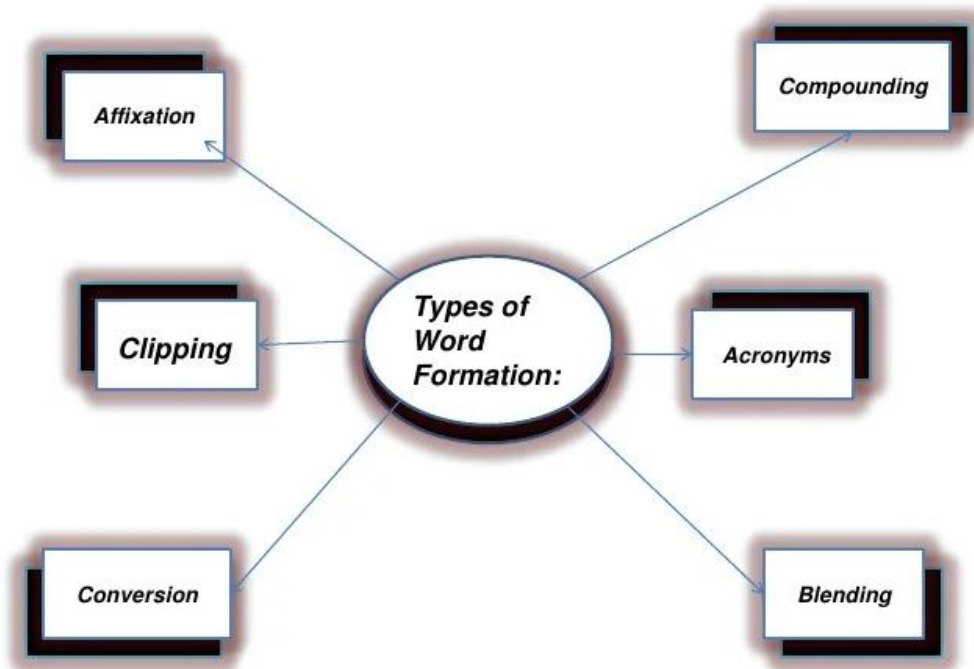 Affixation
Compounding
Types of
Word
Formation:
Clipping
Acronyms
Conversion
Blending